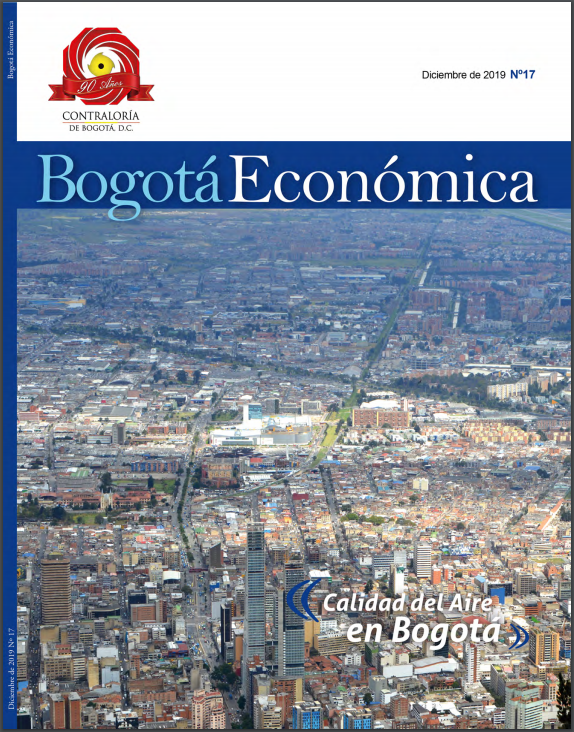 Bogotá Económica
90 Años
CONTRALORÍA
DE BOGOTÁ, D.C.
Diciembre de 2019 Nº17
Bogotá Económica
Calidad del Aire
en Bogota
Diciembre de 2019 Nº 17